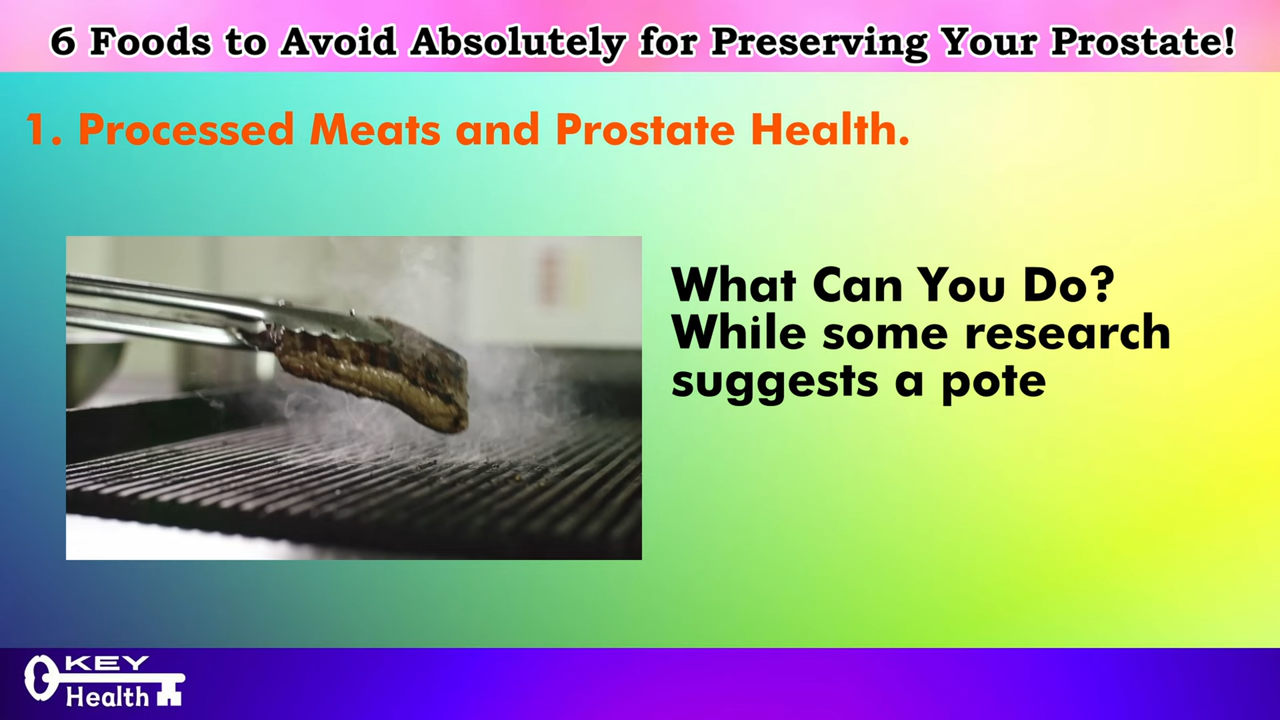 6 Foods to Avoid Absolutely for Preserving Your Prostate!
1. Processed Meats and Prostate Health.
What Can You Do?
While some research
suggests a pote
KEY
Health